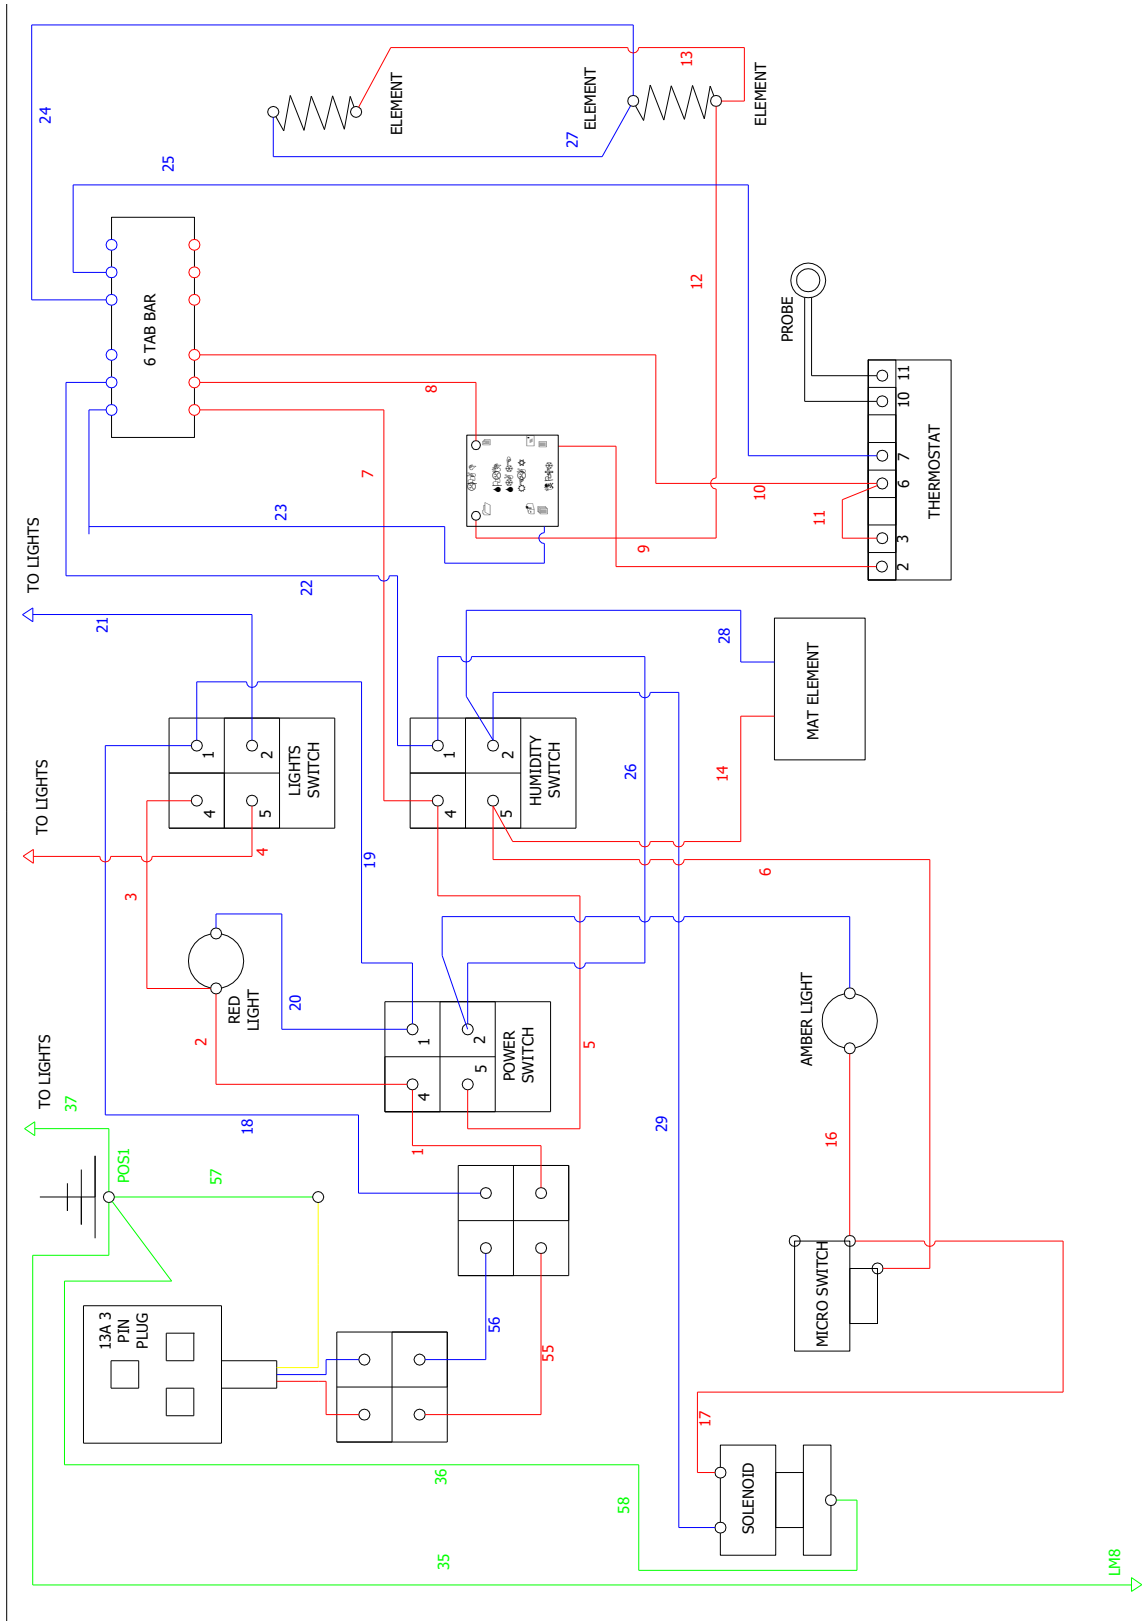 24
25
13
ELEMENT
ELEMENT
ELEMENT
27
6 TAB BAR
12
PROBE
8
7
23
10
9
11
11
10
7
6
3
2
THERMOSTAT
TO LIGHTS
22
21
28
MAT ELEMENT
14
1
2
4
5
LIGHTS
SWITCH
1
2
4
5
HUMIDITY
SWITCH
26
TO LIGHTS
4
3
19
6
RED
LIGHT
20
2
1
2
4
5
POWER
SWITCH
5
AMBER LIGHT
TO LIGHTS
37
18
1
29
16
POS1
57
MICRO SWITCH
13A 3
PIN
PLUG
56
55
17
36
58
SOLENOID
35
LM8